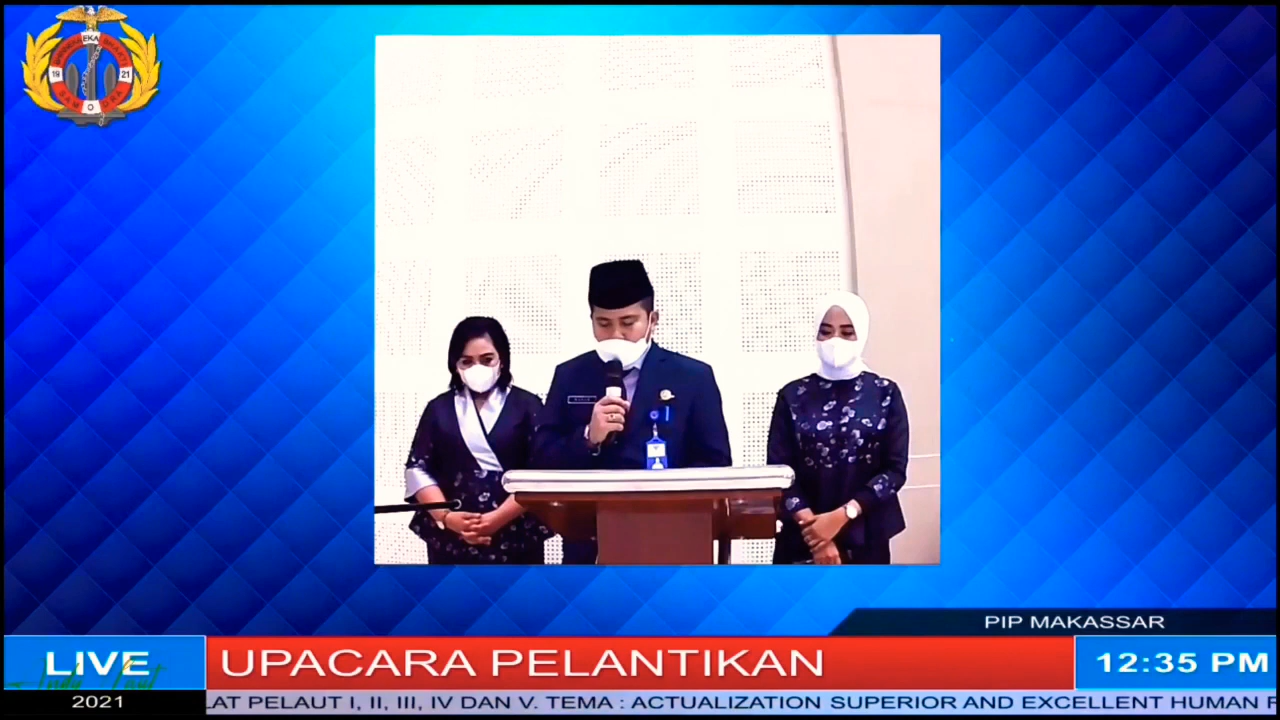 EKA
19 21
PIP MAKASSAR
LIVE
UPACARA PELANTIKAN
12:35 PM
2021
LAT PELAUT I, II, III, IV DAN V. TEMA : ACTUALIZATION SUPERIOR AND EXCELLENT HUMAN R